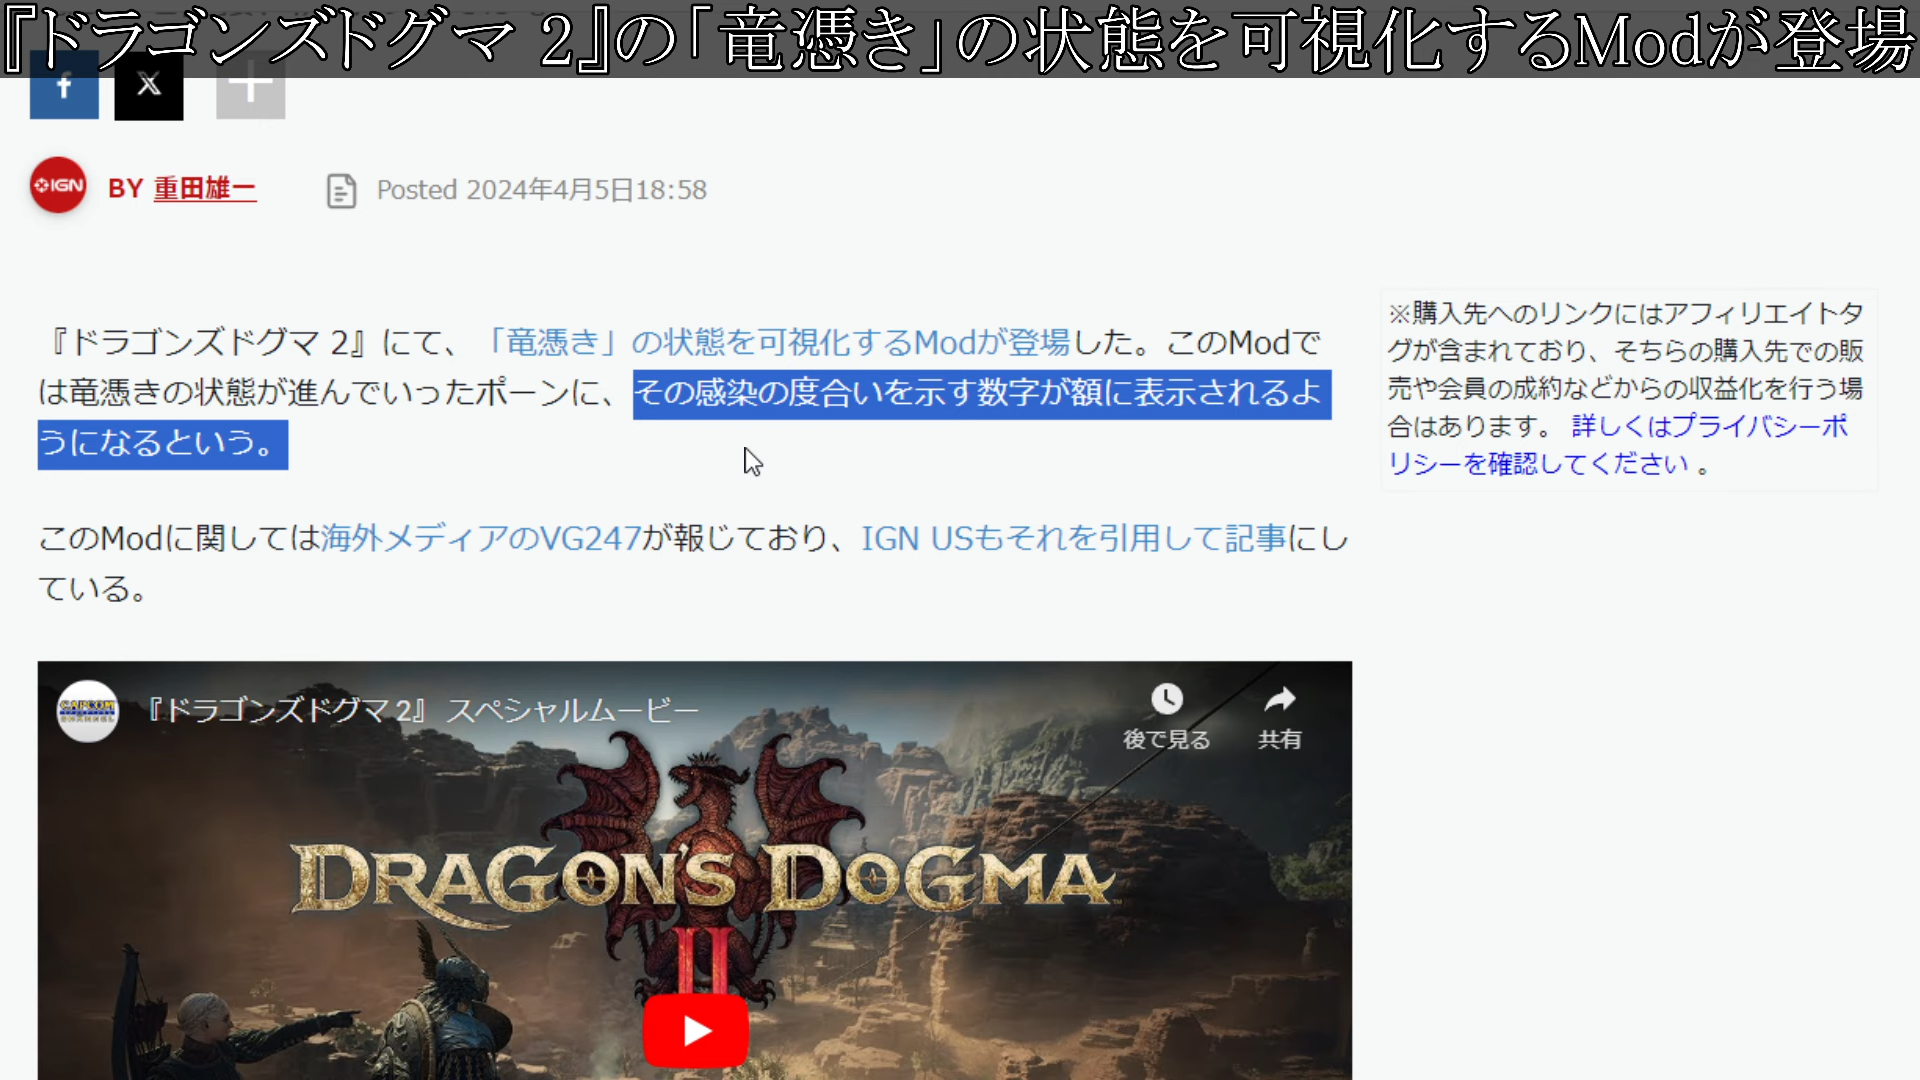 『ドラゴンズドグマ 2』の「竜憑き」の状態を可視化するModが登場
f X +
IGN BY 重田雄一 Posted 2024年4月5日18:58
『ドラゴンズドグマ 2』にて、「竜憑き」の状態を可視化するModが登場した。このModで
は竜憑きの状態が進んでいったポーンに、その感染の度合いを示す数字が額に表示されるよ
うになるという。
このModに関しては海外メディアのVG247が報じており、IGN USもそれを引用して記事にし
ている。
※購入先へのリンクにはアフィリエイトタ
グが含まれており、そちらの購入先での販
売や会員の成約などからの収益化を行う場
合はあります。 詳しくはプライバシーポ
リシーを確認してください 。
CAPCOM
CHANNEL
『ドラゴンズドグマ 2』 スペシャルムービー
後で見る 共有
DRAGON'S DOGMA
II